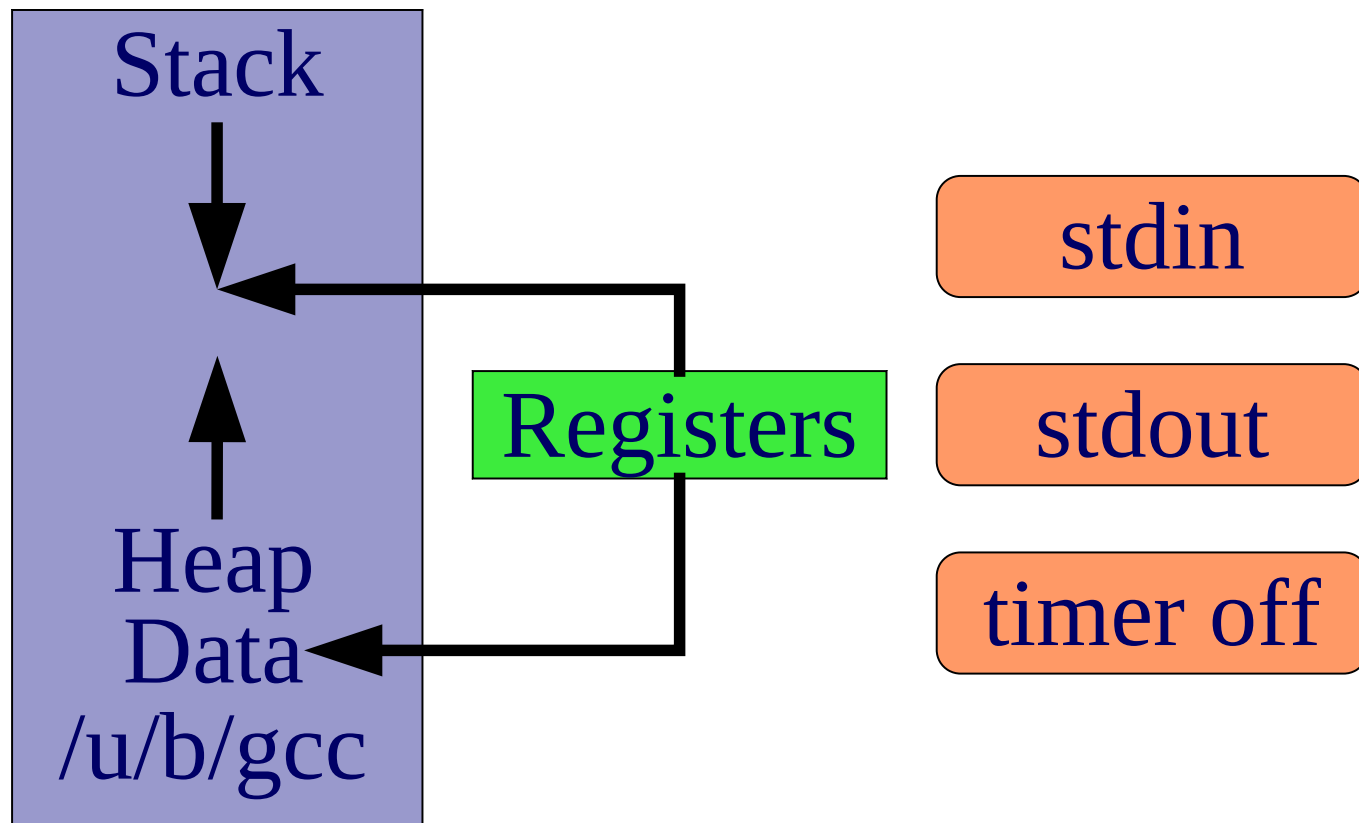 Stack
Heap
Data
/u/b/gcc
Registers
stdin
stdout
timer off